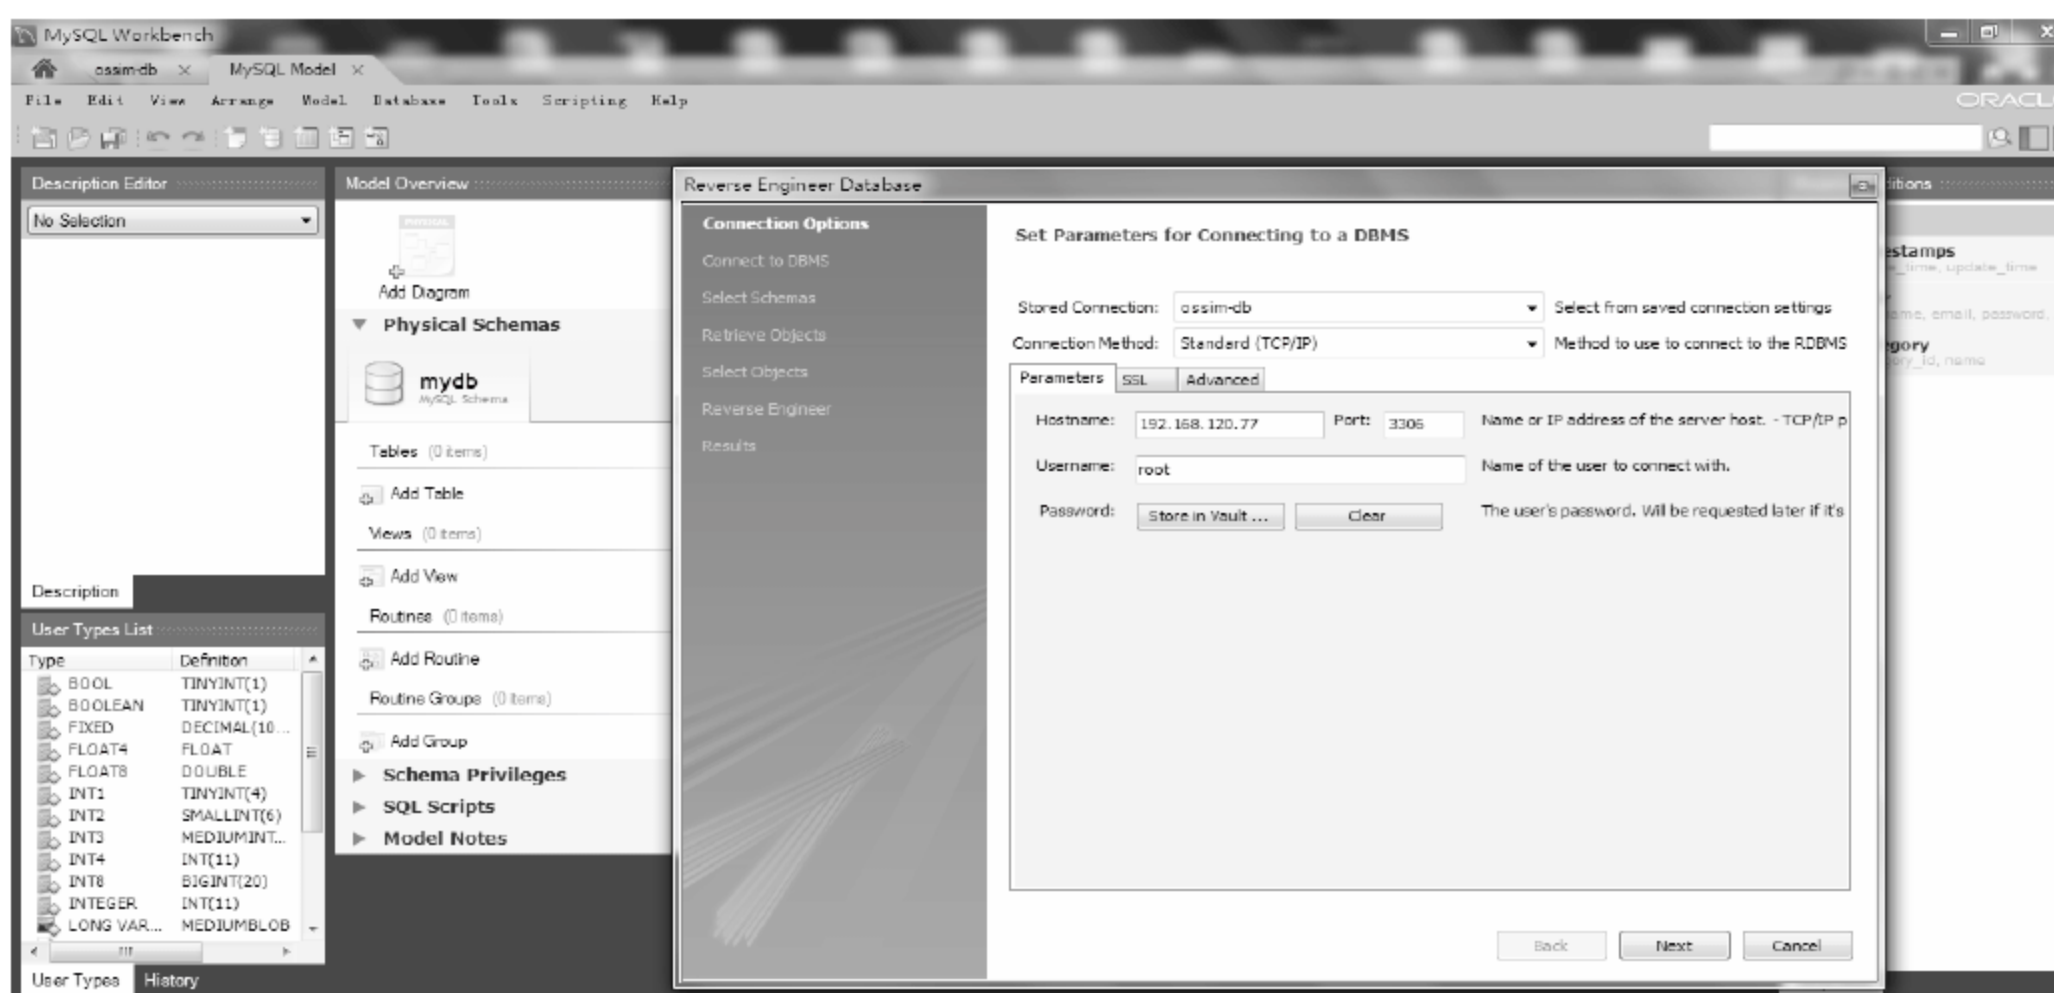 MySQL Workbench
ossim-db × MySQL Model ×
File Edit View Arrange Model Database Tools Scripting Help
ORACL
Description Editor
No Selection
Description
User Types List
Type Definition
BOOL TINYINT(1)
BOOLEAN TINYINT(1)
FIXED DECIMAL(10...
FLOAT4 FLOAT
FLOAT8 DOUBLE
INT1 TINYINT(4)
INT2 SMALLINT(6)
INT3 MEDIUMINT...
INT4 INT(11)
INT8 BIGINT(20)
INTEGER INT(11)
LONG VAR... MEDIUMBLOB
User Types History
Model Overview
PHYSICAL
Add Diagram
Physical Schemas
mydb
MySQL Schema
Tables (0 items)
Add Table
Views (0 items)
Add View
Routines (0 items)
Add Routine
Routine Groups (0 items)
Add Group
Schema Privileges
SQL Scripts
Model Notes
Reverse Engineer Database
Connection Options
Connect to DBMS
Select Schemas
Retrieve Objects
Select Objects
Reverse Engineer
Results
Set Parameters for Connecting to a DBMS
Stored Connection: ossim-db Select from saved connection settings
Connection Method: Standard (TCP/IP) Method to use to connect to the RDBMS
Parameters SSL Advanced
Hostname: 192.168.120.77 Port: 3306 Name or IP address of the server host. - TCP/IP p
Username: root Name of the user to connect with.
Password: Store in Vault ... Clear The user's password. Will be requested later if it's
Back Next Cancel
itions
estamps
e_time, update_time
ame, email, password,
gory
ory_id, name